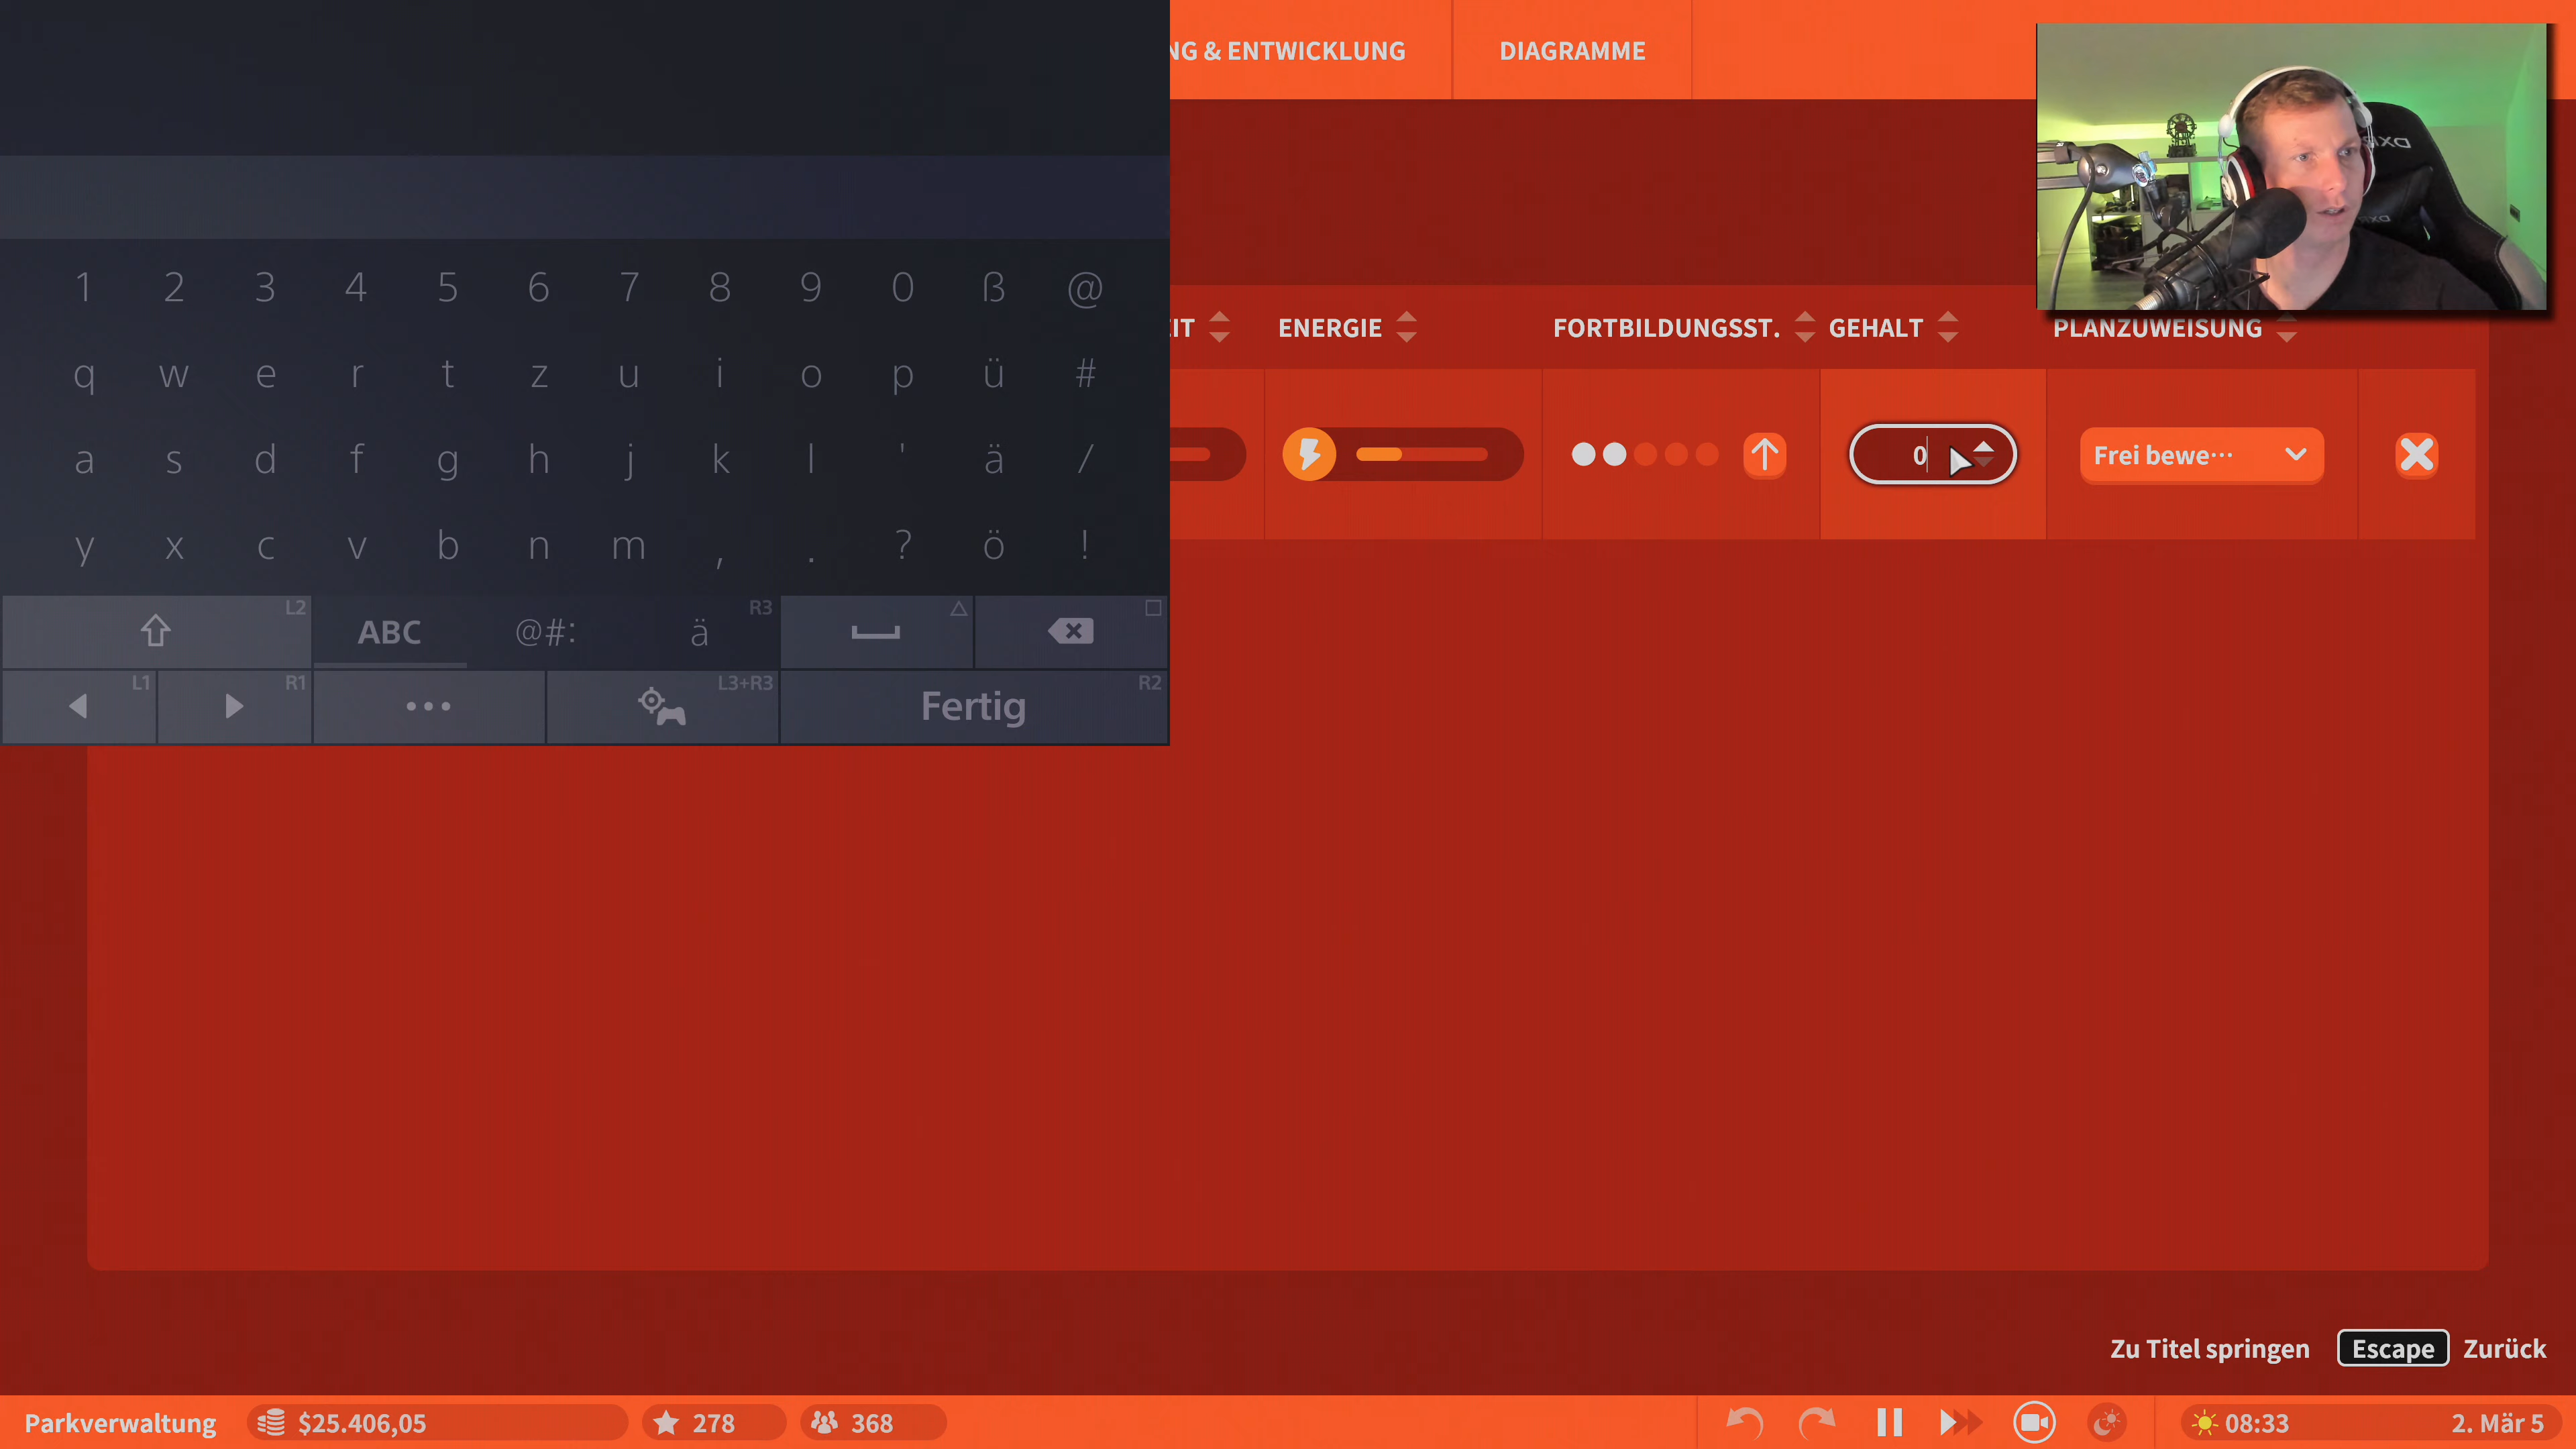 NG & ENTWICKLUNG
DIAGRAMME
1 2 3 4 5 6 7 8 9 0 ß @
q w e r t z u i o p ü #
a s d f g h j k l ' ä /
y x c v b n m , . ? ö !
L2
ABC @#: ä R3
L1
R1
...
L3+R3
Fertig R2
EIT
ENERGIE
FORTBILDUNGSST.
GEHALT
PLANZUWEISUNG
0
Frei bewe...
Zu Titel springen
Escape
Zurück
Parkverwaltung
$25.406,05
278
368
08:33
2. Mär 5